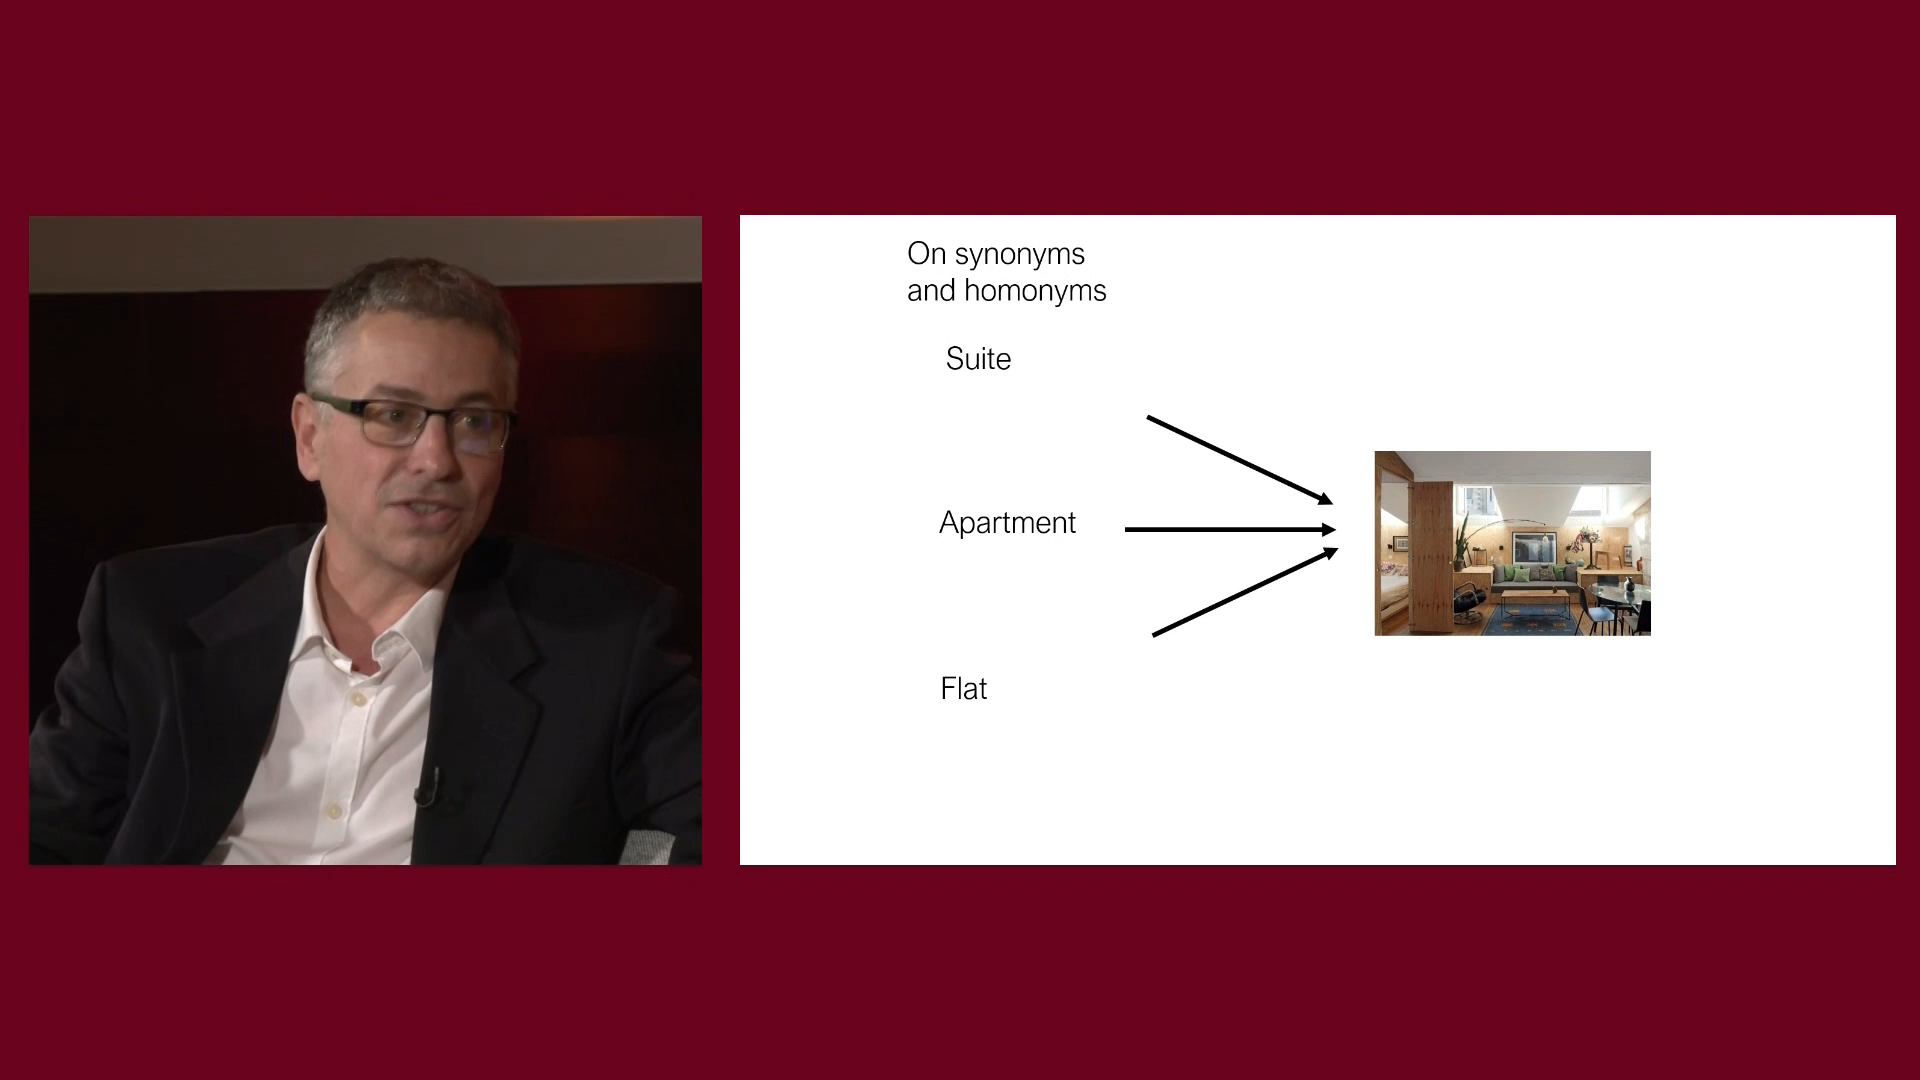 On synonyms
and homonyms
Suite
Apartment
Flat